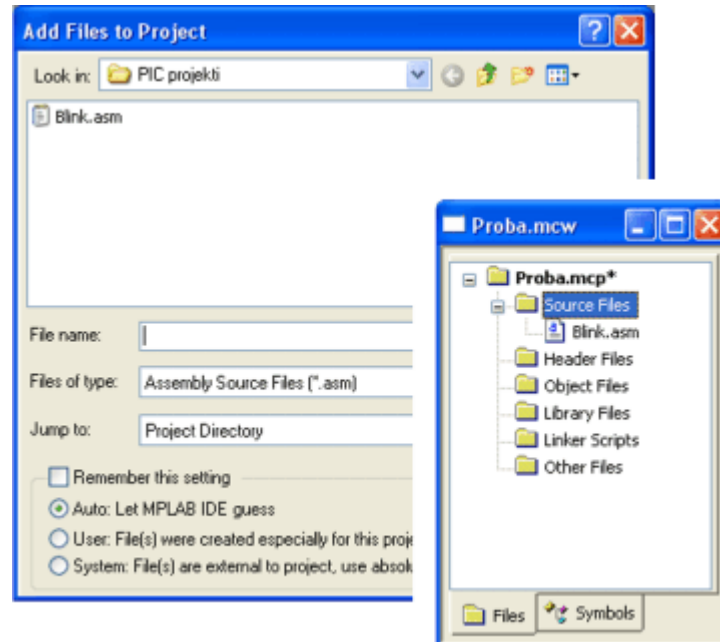 Add Files to Project
Look in: PIC projekti
Blink.asm
File name:
Files of type: Assembly Source Files (*.asm)
Jump to: Project Directory
Remember this setting
Auto: Let MPLAB IDE guess
User: File(s) were created especially for this
System: File(s) are external to project, use
Proba.mcw
Proba.mcp*
Source Files
Blink.asm
Header Files
Object Files
Library Files
Linker Scripts
Other Files
Files Symbols